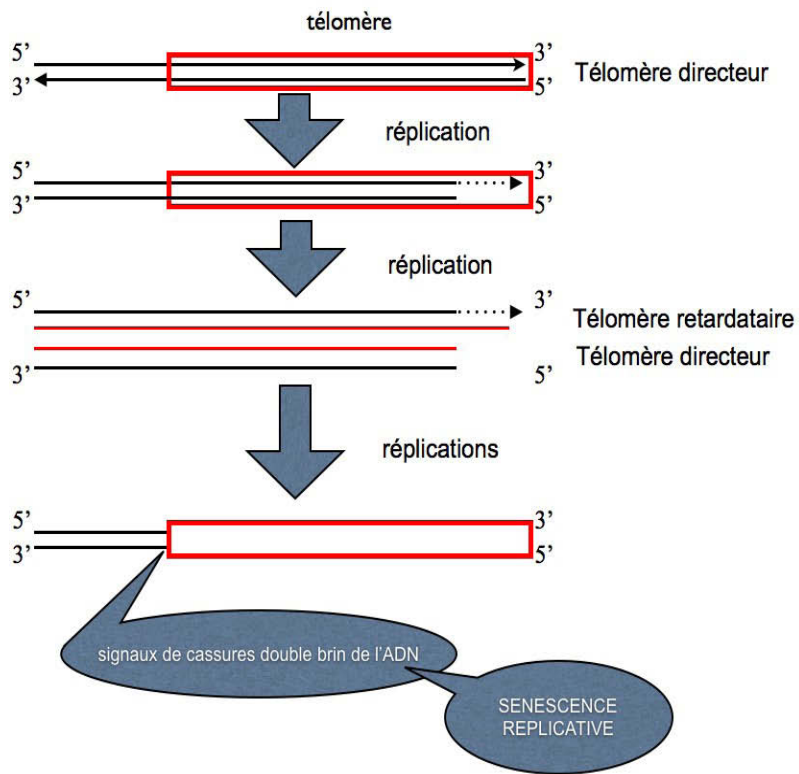 télomère
5’ 3’
3’ 5’ Télomère directeur
réplication
5’ 3’
3’ 5’
réplication
5’ 3’
Télomère retardataire
Télomère directeur
3’ 5’
réplications
5’ 3’
3’ 5’
signaux de cassures double brin de l’ADN
SENESCENCE
REPLICATIVE